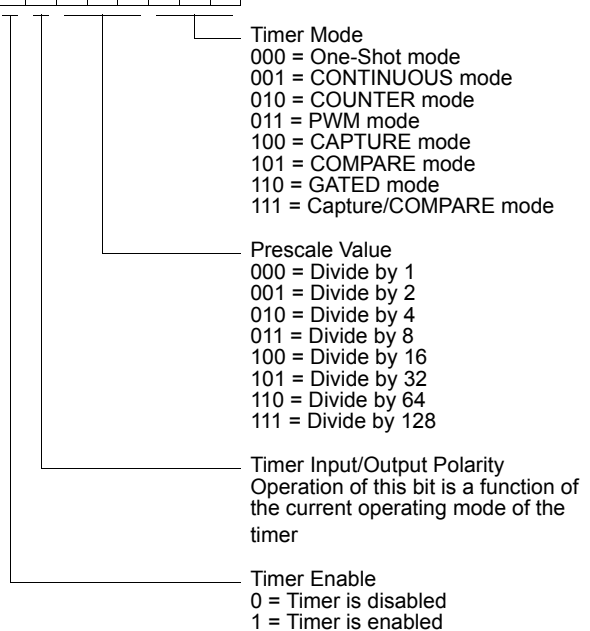 Timer Mode
000 = One-Shot mode
001 = CONTINUOUS mode
010 = COUNTER mode
011 = PWM mode
100 = CAPTURE mode
101 = COMPARE mode
110 = GATED mode
111 = Capture/COMPARE mode
Prescale Value
000 = Divide by 1
001 = Divide by 2
010 = Divide by 4
011 = Divide by 8
100 = Divide by 16
101 = Divide by 32
110 = Divide by 64
111 = Divide by 128
Timer Input/Output Polarity
Operation of this bit is a function of
the current operating mode of the
timer
Timer Enable
0 = Timer is disabled
1 = Timer is enabled